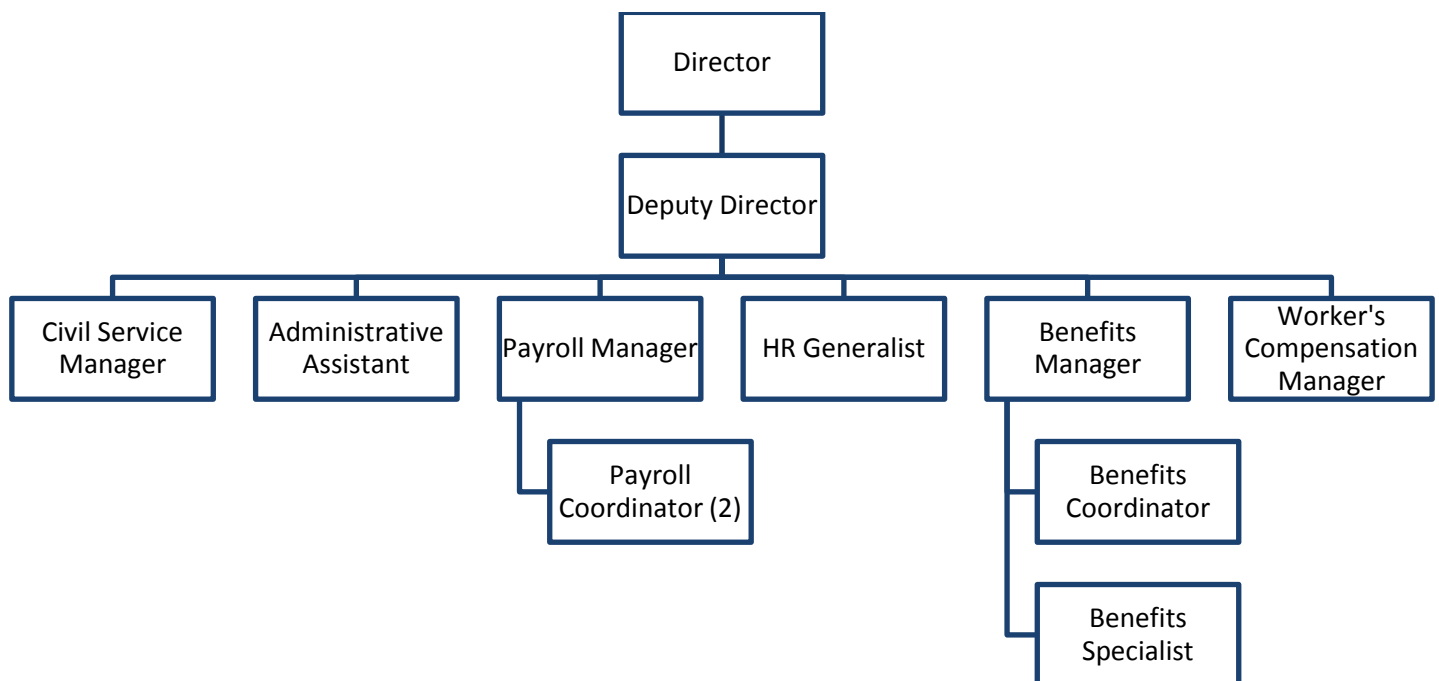 Director
Deputy Director
Civil Service
Manager
Administrative
Assistant
Payroll Manager
HR Generalist
Benefits
Manager
Worker's
Compensation
Manager
Payroll
Coordinator (2)
Benefits
Coordinator
Benefits
Specialist